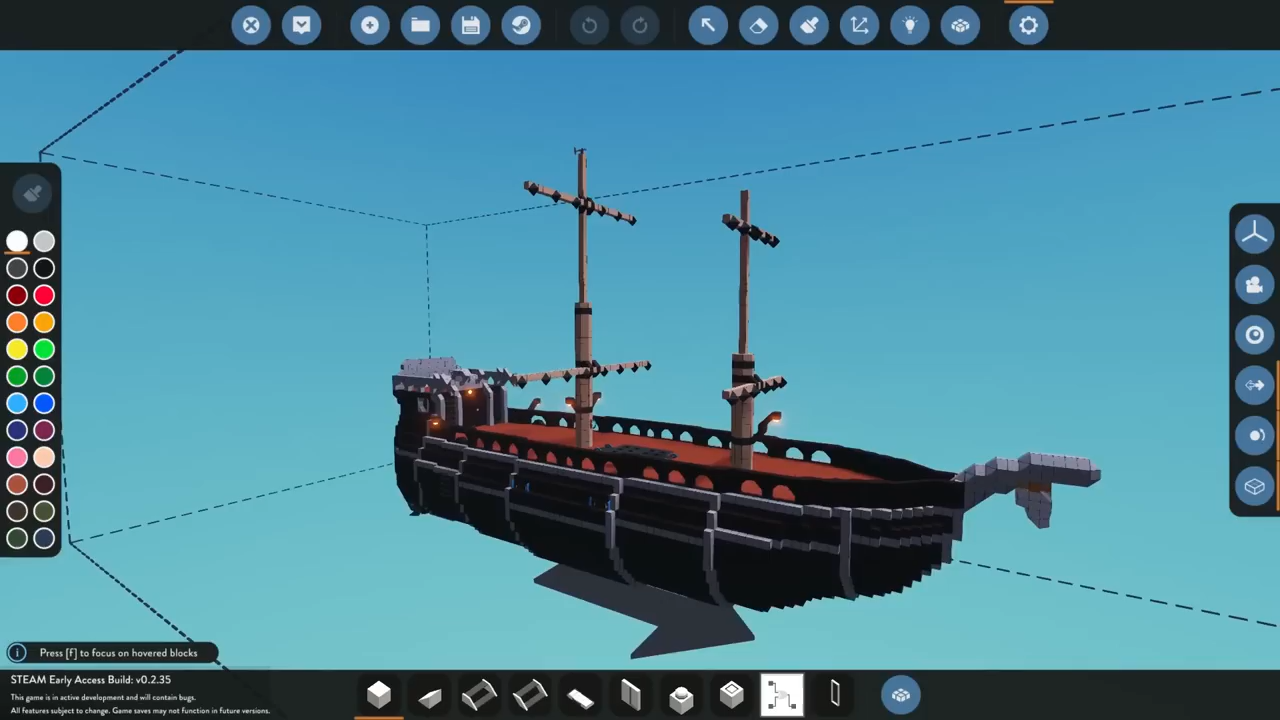 Press [f] to focus on hovered blocks
STEAM Early Access Build: v0.2.35
This game is in active development and will contain bugs.
All features subject to change. Game saves may not function in future versions.